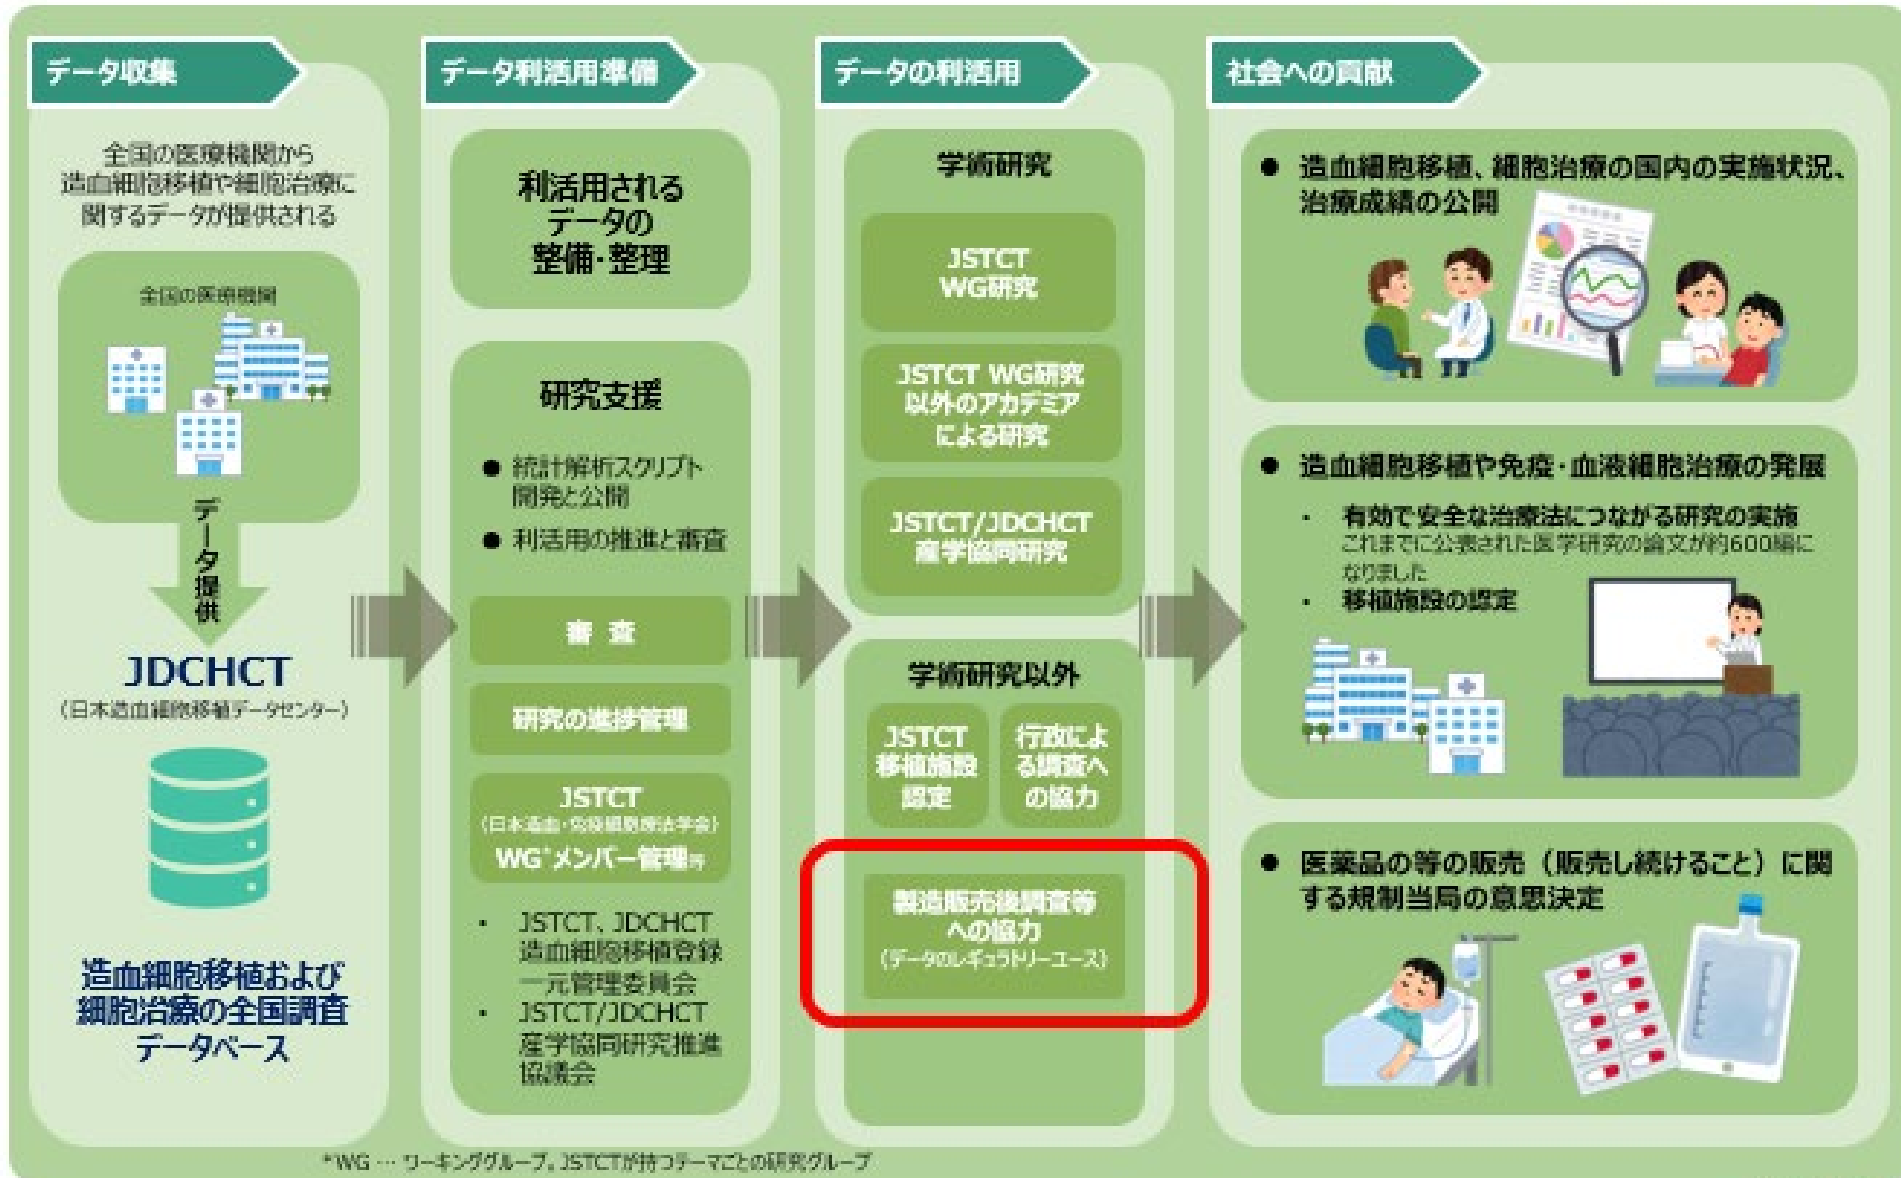 データ収集
全国の医療機関から
造血細胞移植や細胞治療に
関するデータが提供される
全国の医療機関
データ提供
JDCHCT
(日本造血細胞移植データセンター)
造血細胞移植および
細胞治療の全国調査
データベース
データ利活用準備
利活用される
データの
整備・整理
研究支援
● 統計解析スクリプト
開発と公開
● 利活用の推進と審査
審 査
研究の進捗管理
JSTCT
(日本造血・免疫細胞療法学会)
WG*メンバー管理等
・ JSTCT、JDCHCT
造血細胞移植登録
一元管理委員会
・ JSTCT/JDCHCT
産学協同研究推進
協議会
データの利活用
学術研究
JSTCT
WG研究
JSTCT WG研究
以外のアカデミア
による研究
JSTCT/JDCHCT
産学協同研究
学術研究以外
JSTCT
移植施設
認定
行政によ
る調査へ
の協力
製造販売後調査等
への協力
(データのレギュラトリーユース)
社会への貢献
● 造血細胞移植、細胞治療の国内の実施状況、
治療成績の公開
● 造血細胞移植や免疫・血液細胞治療の発展
・ 有効で安全な治療法につながる研究の実施
これまでに公表された医学研究の論文が約600編に
なりました
・ 移植施設の認定
● 医薬品の等の販売（販売し続けること）に関
する規制当局の意思決定
*WG … ワーキンググループ。JSTCTが持つテーマごとの研究グループ